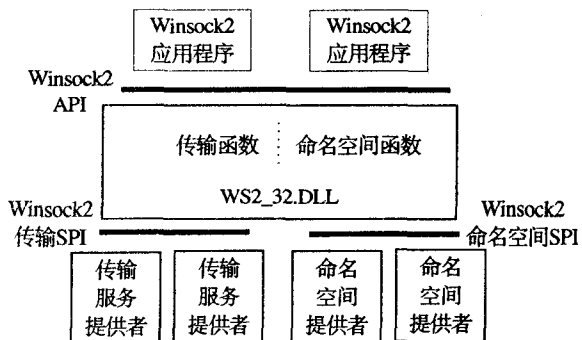 Winsock2 Winsock2
应用程序 应用程序
Winsock2
API
传输函数 命名空间函数
WS2_32.DLL
Winsock2 Winsock2
传输SPI 命名空间SPI
传输 传输 命名 命名
服务 服务 空间 空间
提供者 提供者 提供者 提供者